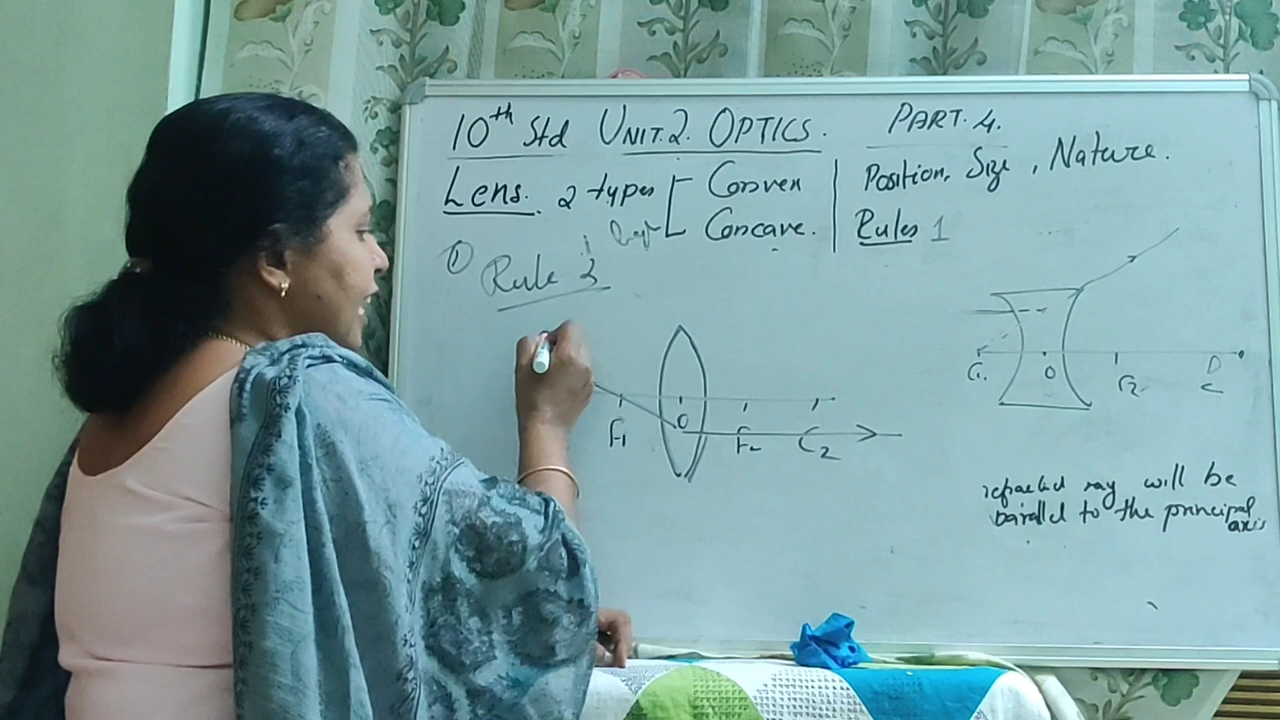 10th Std UNIT.2. OPTICS. PART. 4.
Lens. 2 types Convex Position, Size, Nature.
Concave. Rules 1
① Rule 3
F1 O F2 C2
C1 O F2 C
refracted ray will be
parallel to the principal
axis